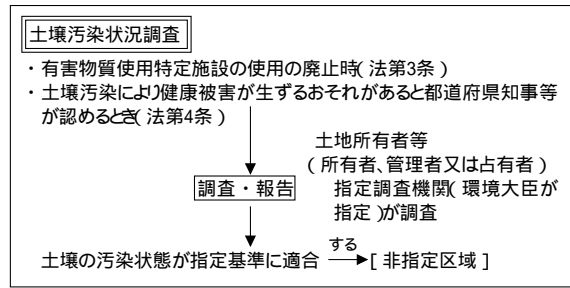 土壌汚染状況調査
・有害物質使用特定施設の使用の廃止時(法第3条)
・土壌汚染により健康被害が生ずるおそれがあると都道府県知事等
が認めるとき(法第4条)
土地所有者等
(所有者、管理者又は占有者)
調査・報告
指定調査機関(環境大臣が
指定)が調査
する
土壌の汚染状態が指定基準に適合
[非指定区域]